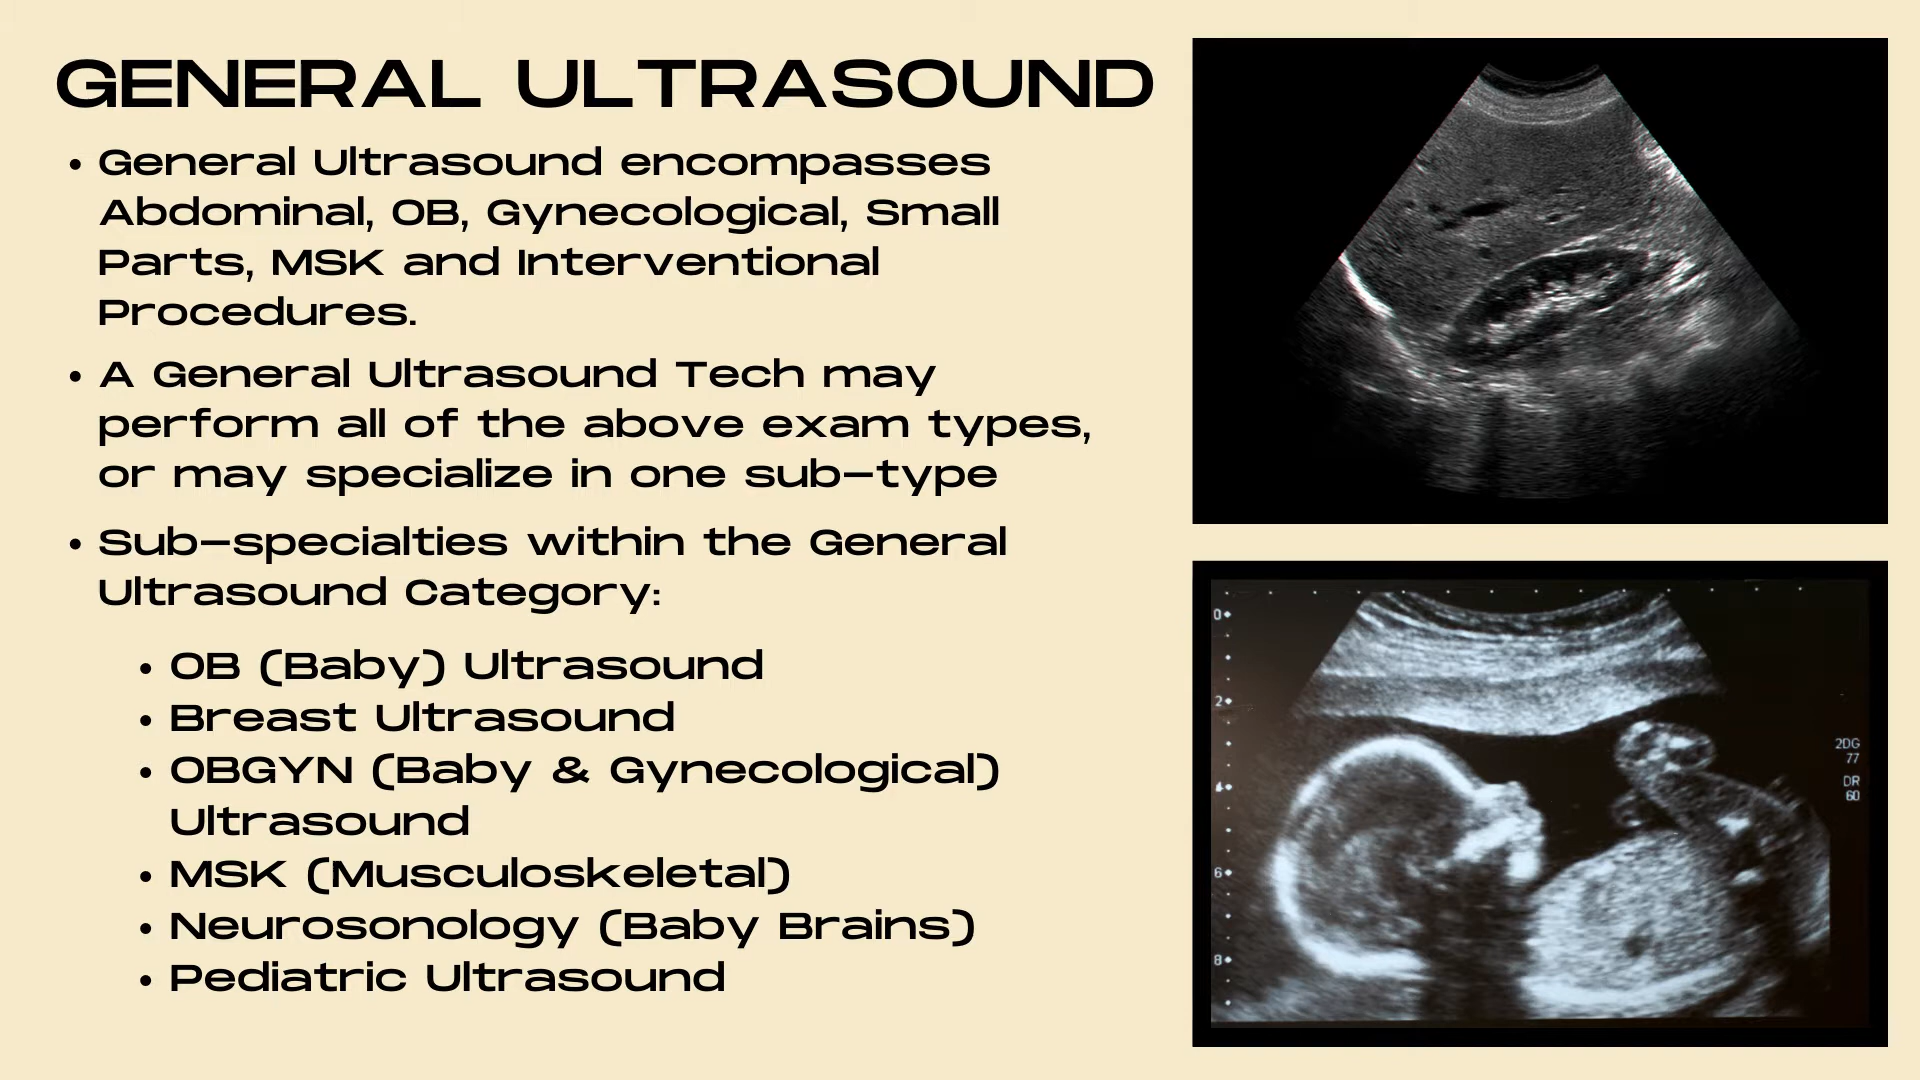 GENERAL ULTRASOUND
• General Ultrasound encompasses
Abdominal, OB, Gynecological, Small
Parts, MSK and Interventional
Procedures.
• A General Ultrasound Tech may
perform all of the above exam types,
or may specialize in one sub-type
• Sub-specialties within the General
Ultrasound Category:
• OB (Baby) Ultrasound
• Breast Ultrasound
• OBGYN (Baby & Gynecological)
Ultrasound
• MSK (Musculoskeletal)
• Neurosonology (Baby Brains)
• Pediatric Ultrasound
0
2
4
6
8
2DG
77
DR
60